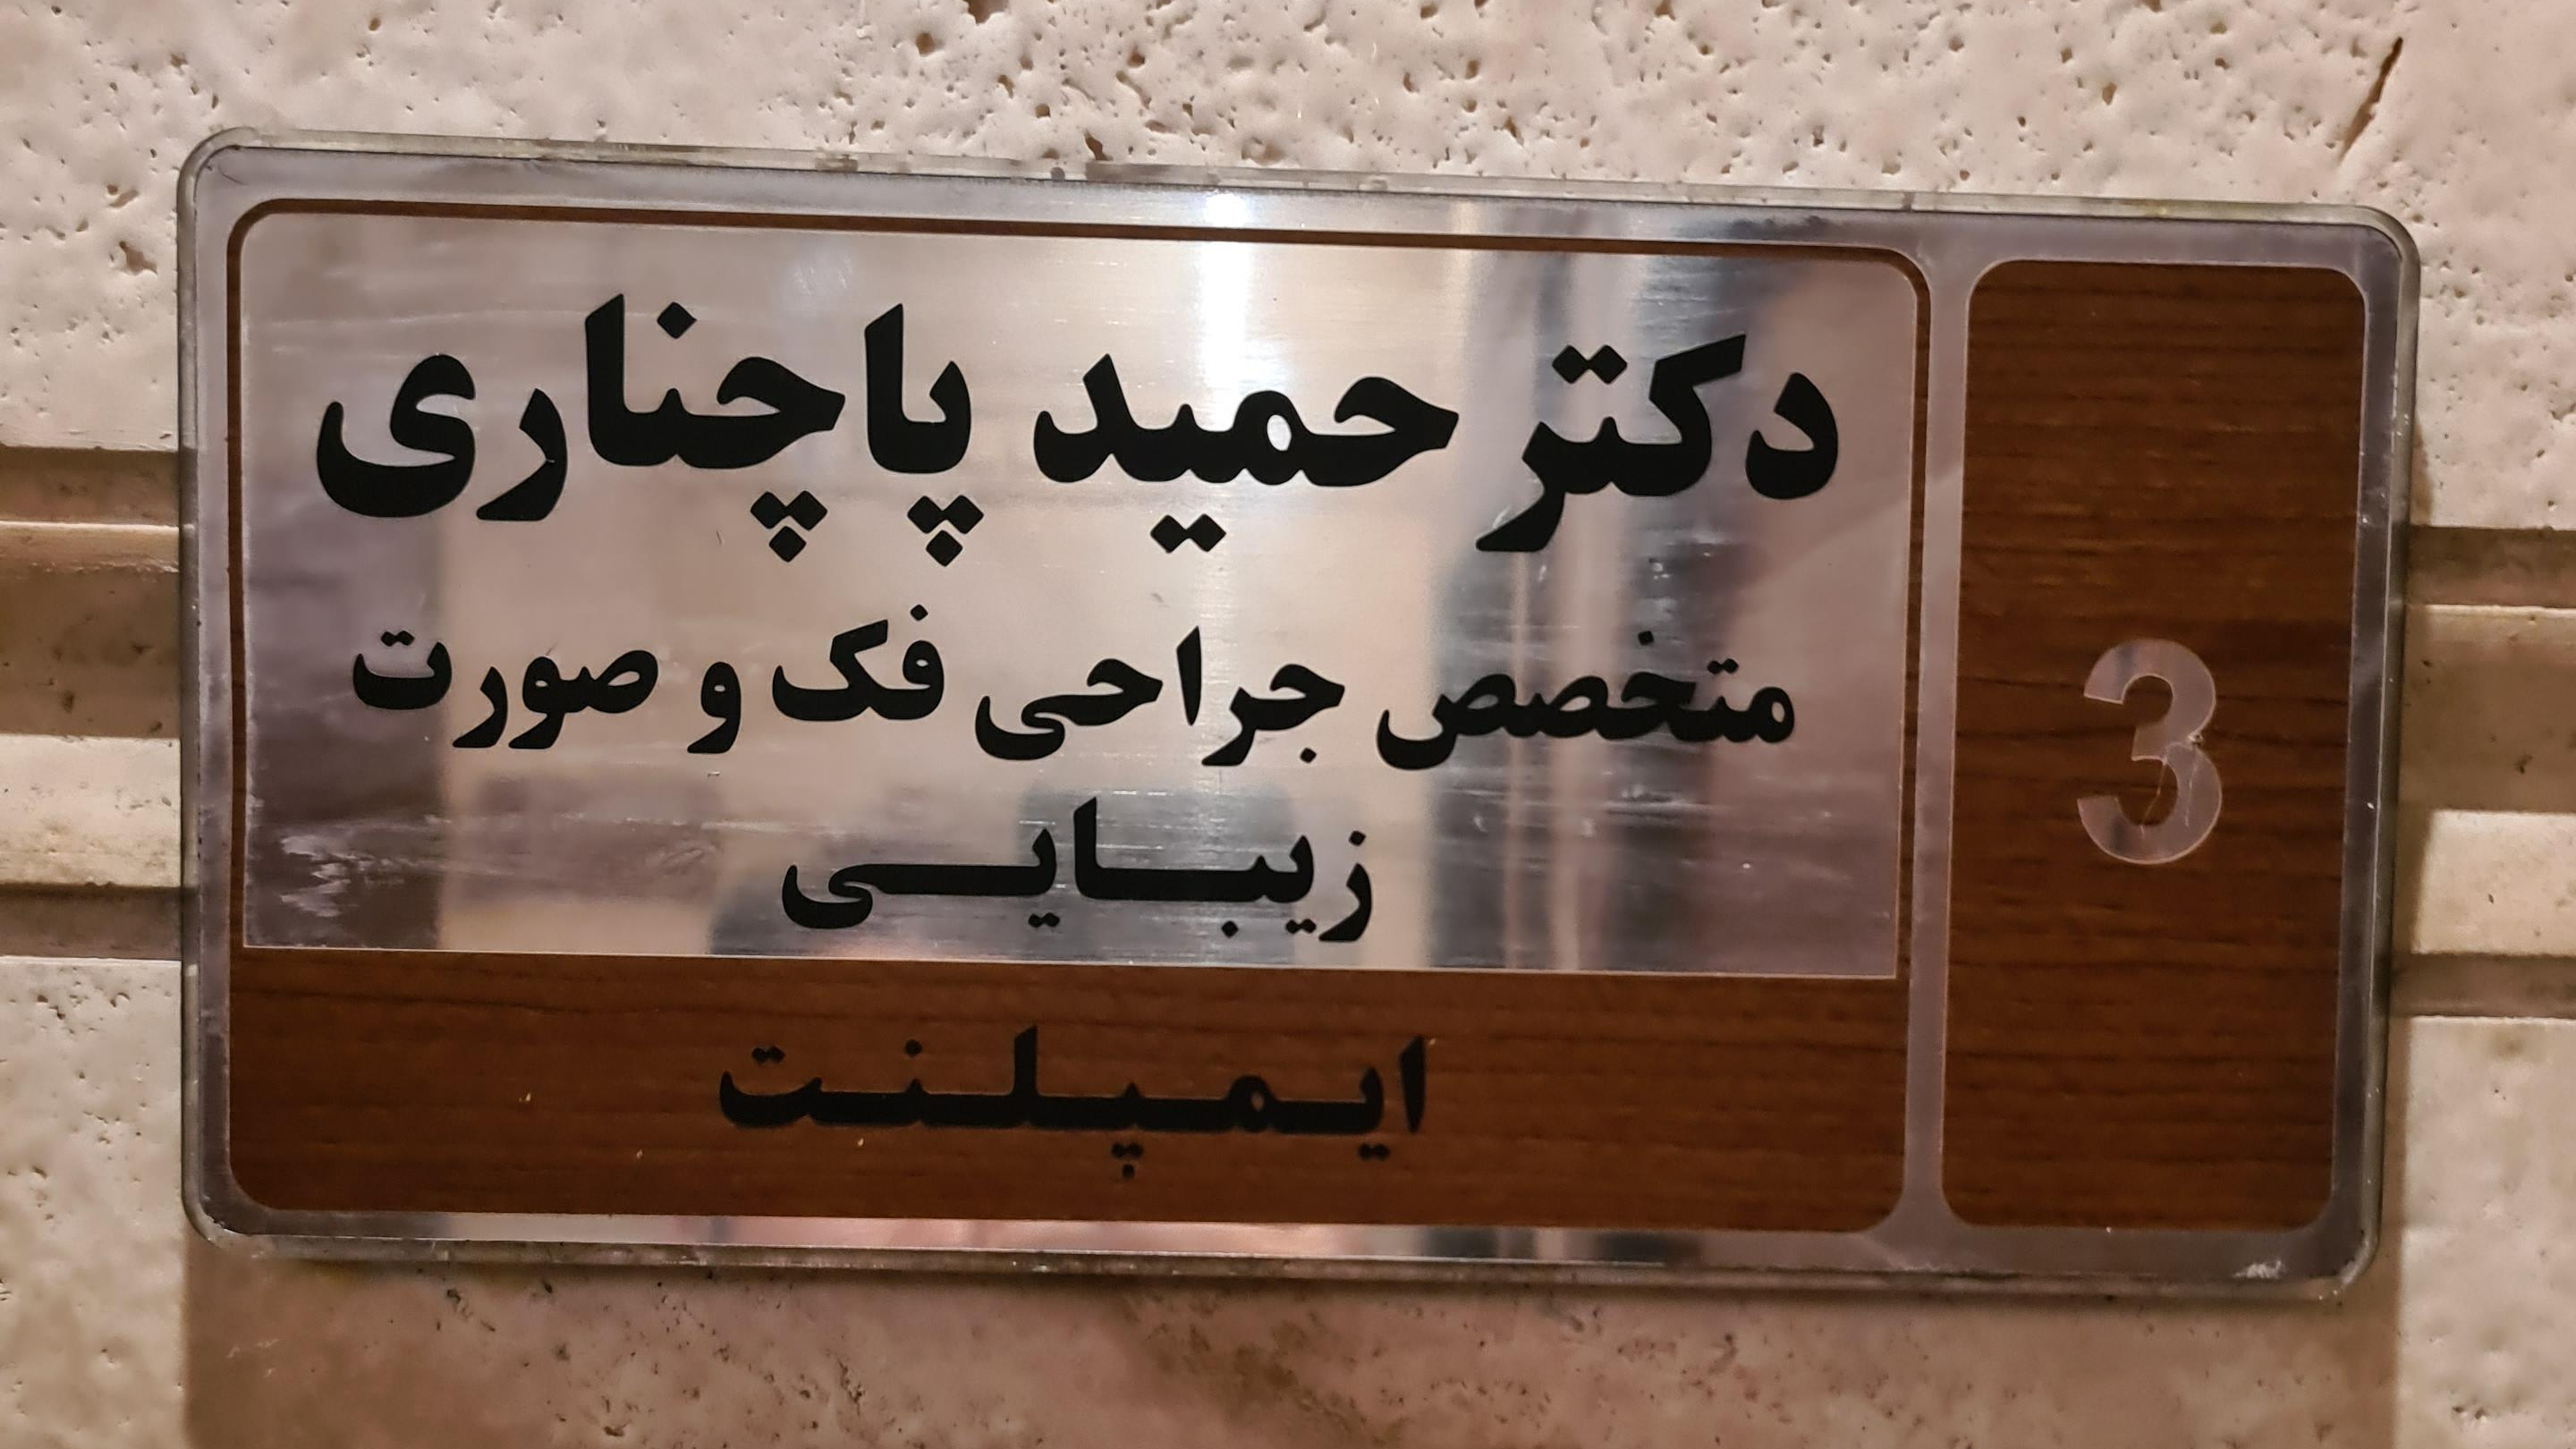 دکتر حمید پاچناری
متخصص جراحی فک و صورت
زیبایی
ایمپلنت
3